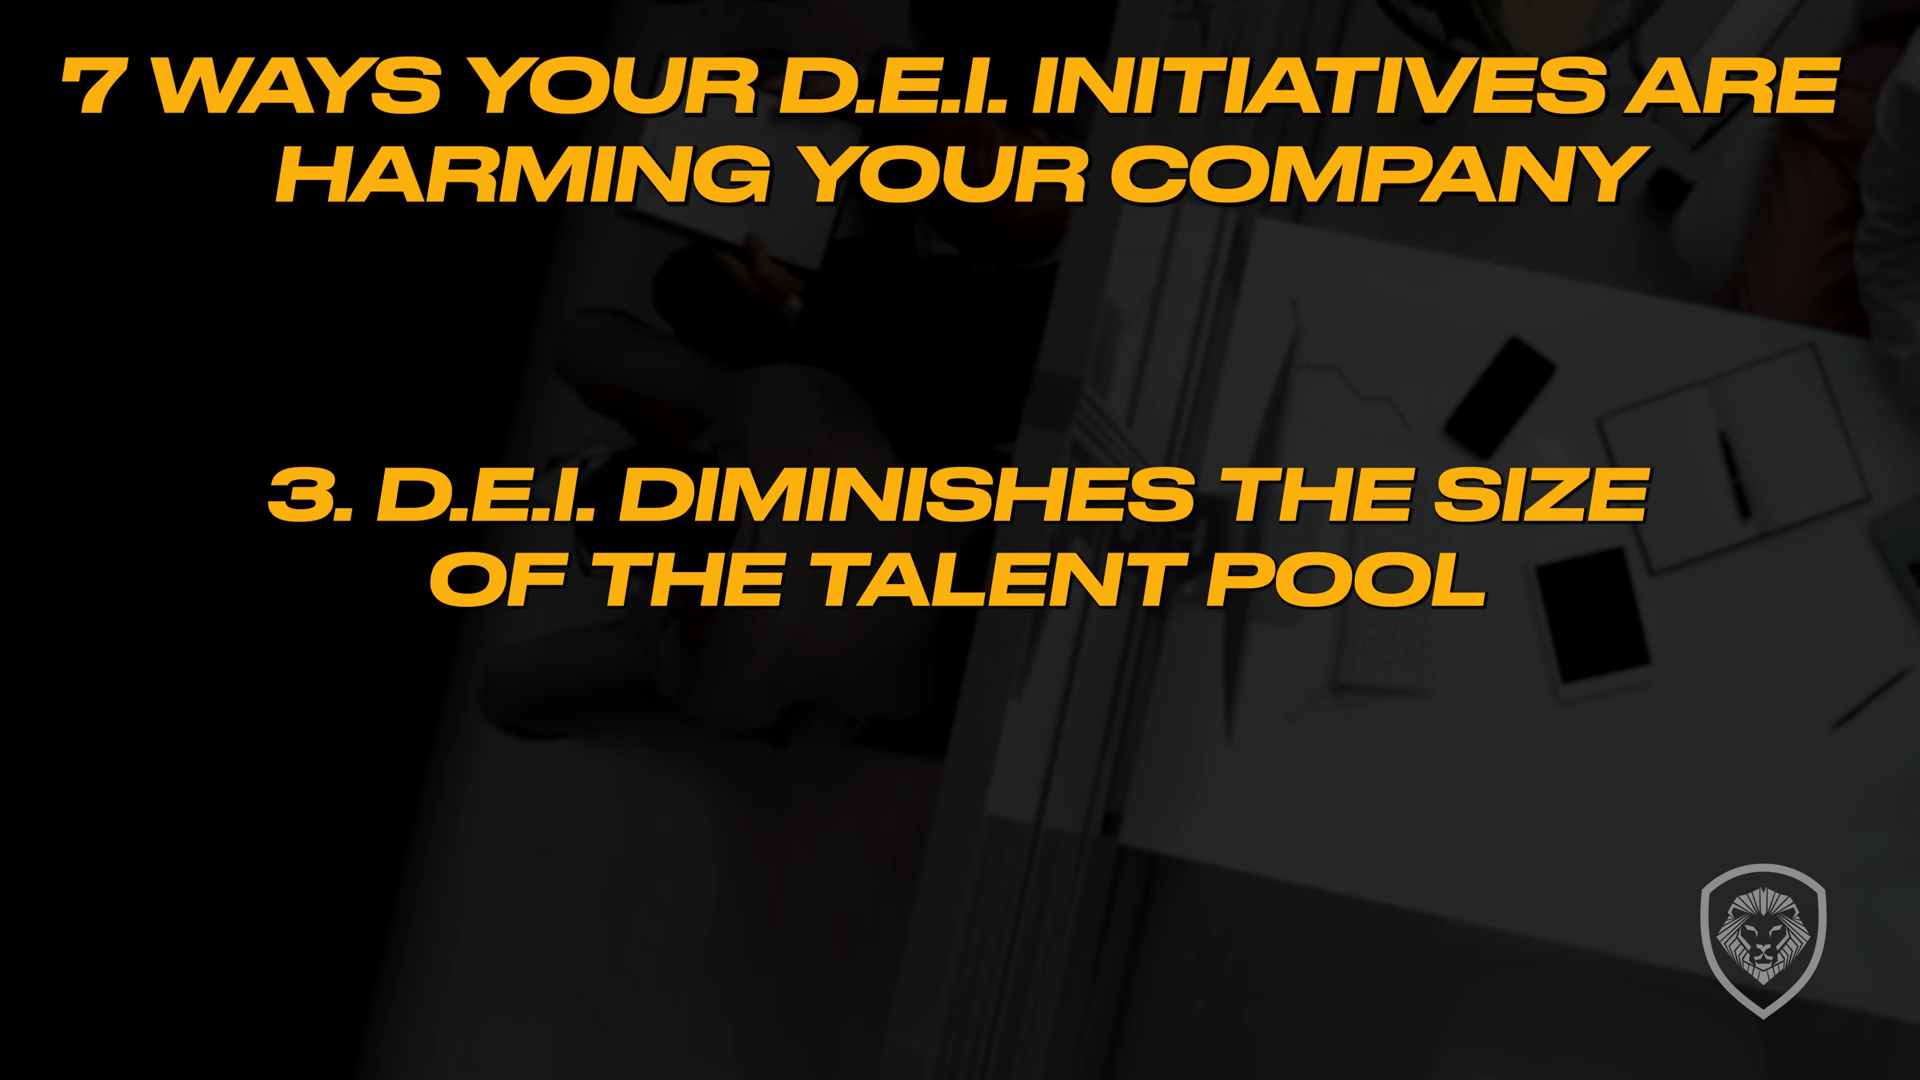 7 WAYS YOUR D.E.I. INITIATIVES ARE
HARMING YOUR COMPANY
3. D.E.I. DIMINISHES THE SIZE
OF THE TALENT POOL